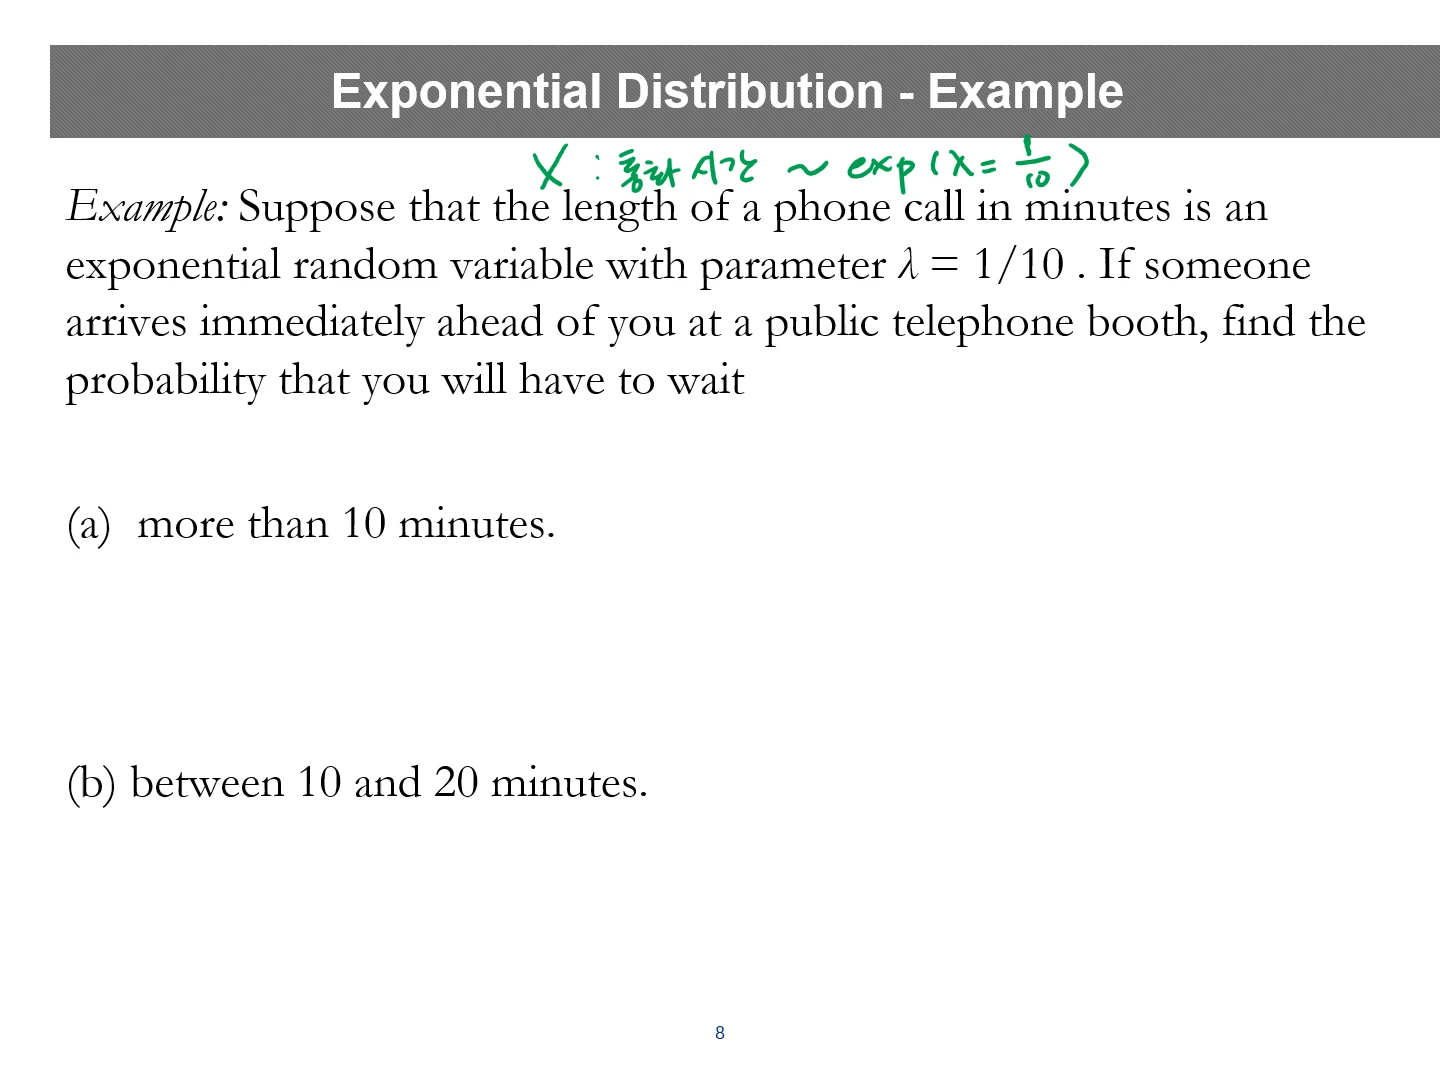 Exponential Distribution - Example
X : 통화 시간 ~ exp(λ = 1/10)
Example: Suppose that the length of a phone call in minutes is an
exponential random variable with parameter λ = 1/10 . If someone
arrives immediately ahead of you at a public telephone booth, find the
probability that you will have to wait
(a) more than 10 minutes.
(b) between 10 and 20 minutes.
8